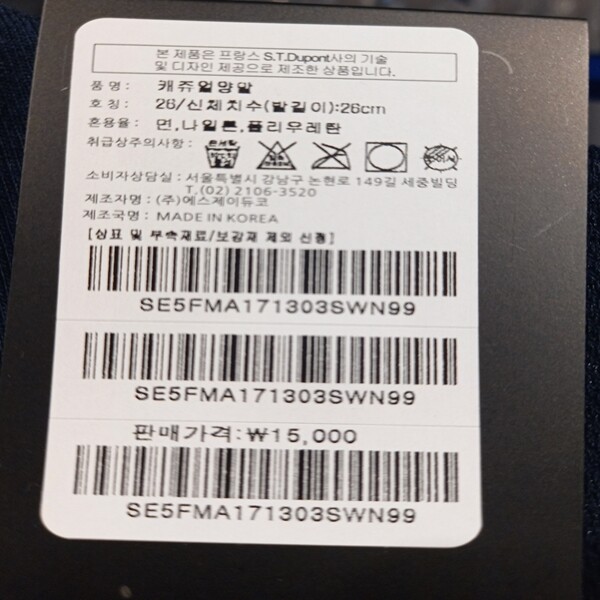 본 제품은 프랑스 S.T.Dupont사의 기술
및 디자인 제공으로 제조한 상품입니다.
품 명 : 캐쥬얼양말
호 칭 : 26/신체치수(발길이):26cm
혼용율 : 면,나일론,폴리우레탄
취급상주의사항 :
소비자상담실 : 서울특별시 강남구 논현로 149길 세중빌딩
T.(02) 2106-3520
제조자명 : (주)에스제이듀코
제조국명 : MADE IN KOREA
[상표 및 부속재료/보강재 제외 신정]
SE5FMA171303SWN99
SE5FMA171303SWN99
판매가격:₩15,000
SE5FMA171303SWN99